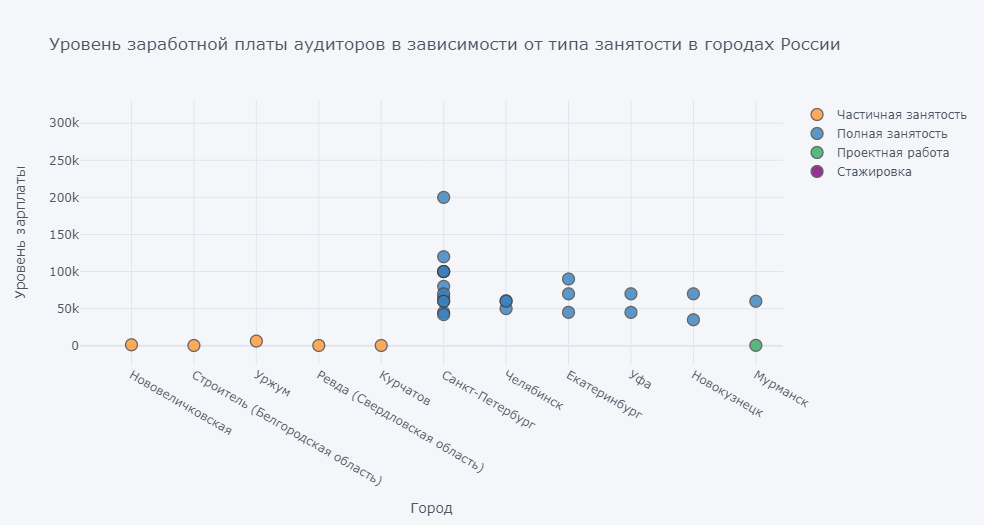 Уровень заработной платы аудиторов в зависимости от типа занятости в городах России
Частичная занятость
Полная занятость
Проектная работа
Стажировка
Уровень зарплаты
300k
250k
200k
150k
100k
50k
0
Нововеличковская
Строитель (Белгородская область)
Уржум
Ревда (Свердловская область)
Курчатов
Санкт-Петербург
Челябинск
Екатеринбург
Уфа
Новокузнецк
Мурманск
Город